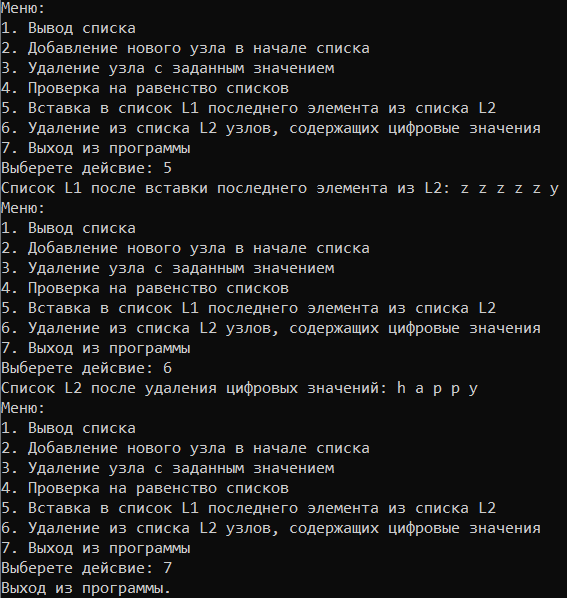 Меню:
1. Вывод списка
2. Добавление нового узла в начале списка
3. Удаление узла с заданным значением
4. Проверка на равенство списков
5. Вставка в список L1 последнего элемента из списка L2
6. Удаление из списка L2 узлов, содержащих цифровые значения
7. Выход из программы
Выберете дейсвие: 5
Список L1 после вставки последнего элемента из L2: z z z z z y
Меню:
1. Вывод списка
2. Добавление нового узла в начале списка
3. Удаление узла с заданным значением
4. Проверка на равенство списков
5. Вставка в список L1 последнего элемента из списка L2
6. Удаление из списка L2 узлов, содержащих цифровые значения
7. Выход из программы
Выберете дейсвие: 6
Список L2 после удаления цифровых значений: h a p p y
Меню:
1. Вывод списка
2. Добавление нового узла в начале списка
3. Удаление узла с заданным значением
4. Проверка на равенство списков
5. Вставка в список L1 последнего элемента из списка L2
6. Удаление из списка L2 узлов, содержащих цифровые значения
7. Выход из программы
Выберете дейсвие: 7
Выход из программы.